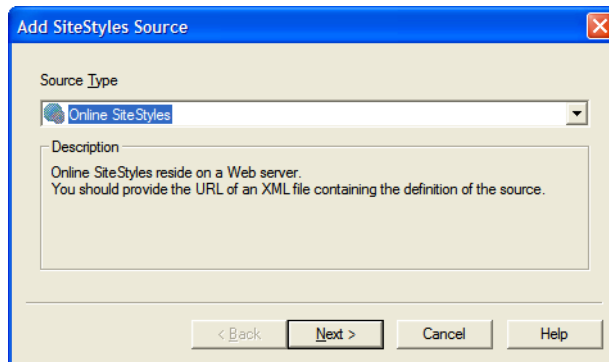 Add SiteStyles Source
Source Type
Online SiteStyles
Description
Online SiteStyles reside on a Web server.
You should provide the URL of an XML file containing the definition of the source.
< Back Next > Cancel Help